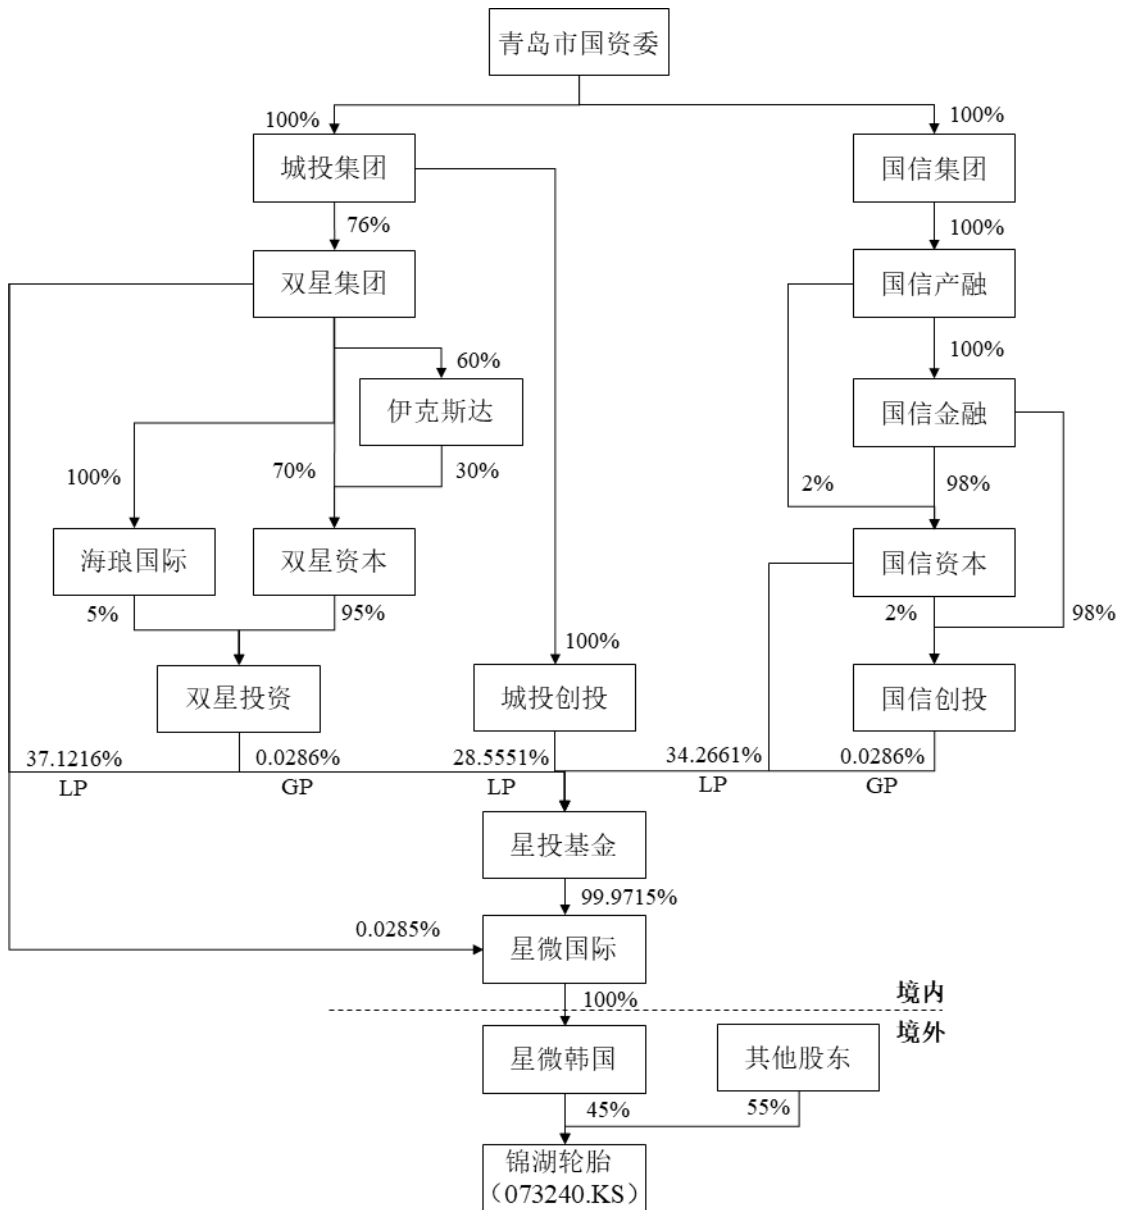 青岛市国资委
100%
100%
城投集团
国信集团
76%
100%
双星集团
国信产融
60%
100%
伊克斯达
国信金融
100%
70%
30%
2%
98%
海琅国际
双星资本
国信资本
5%
95%
100%
2%
98%
双星投资
城投创投
国信创投
37.1216%
0.0286%
28.5551%
34.2661%
0.0286%
LP
GP
LP
LP
GP
星投基金
99.9715%
0.0285%
星微国际
100%
境内
境外
星微韩国
其他股东
45%
55%
锦湖轮胎
（073240.KS）